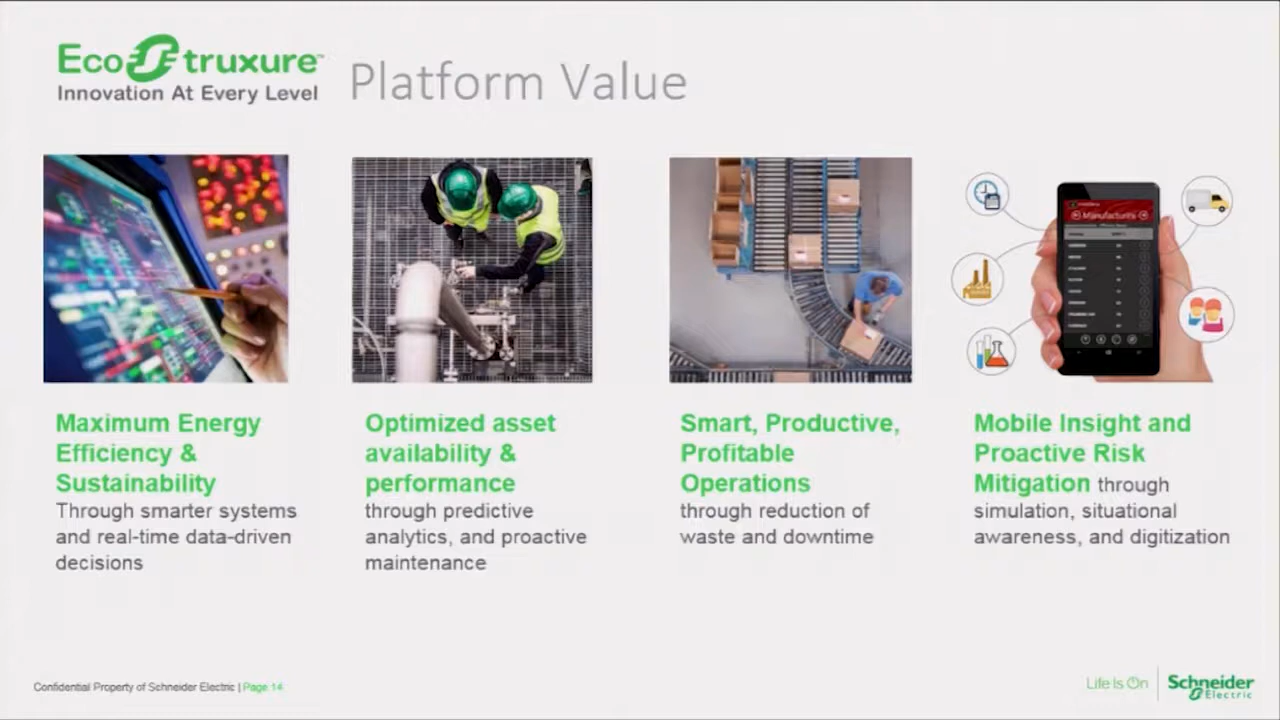 EcoStruxure™
Innovation At Every Level
Platform Value
Manufacturing
Maximum Energy
Efficiency &
Sustainability
Through smarter systems
and real-time data-driven
decisions
Optimized asset
availability &
performance
through predictive
analytics, and proactive
maintenance
Smart, Productive,
Profitable
Operations
through reduction of
waste and downtime
Mobile Insight and
Proactive Risk
Mitigation through
simulation, situational
awareness, and digitization
Confidential Property of Schneider Electric | Page 14
Life Is On
Schneider
Electric